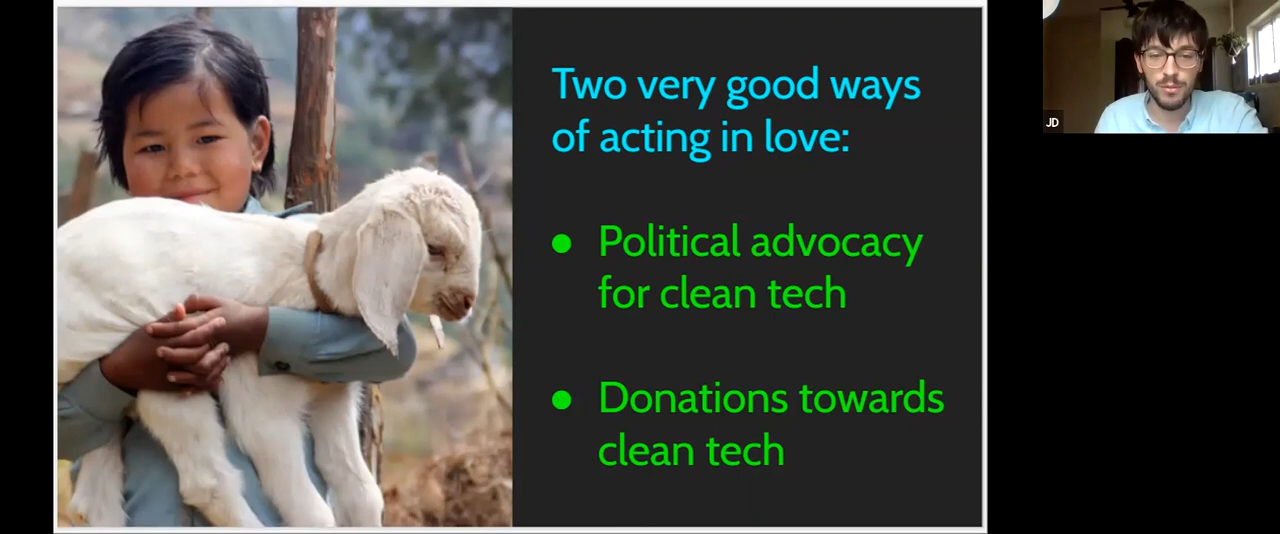 Two very good ways
of acting in love:
● Political advocacy
for clean tech
● Donations towards
clean tech
JD